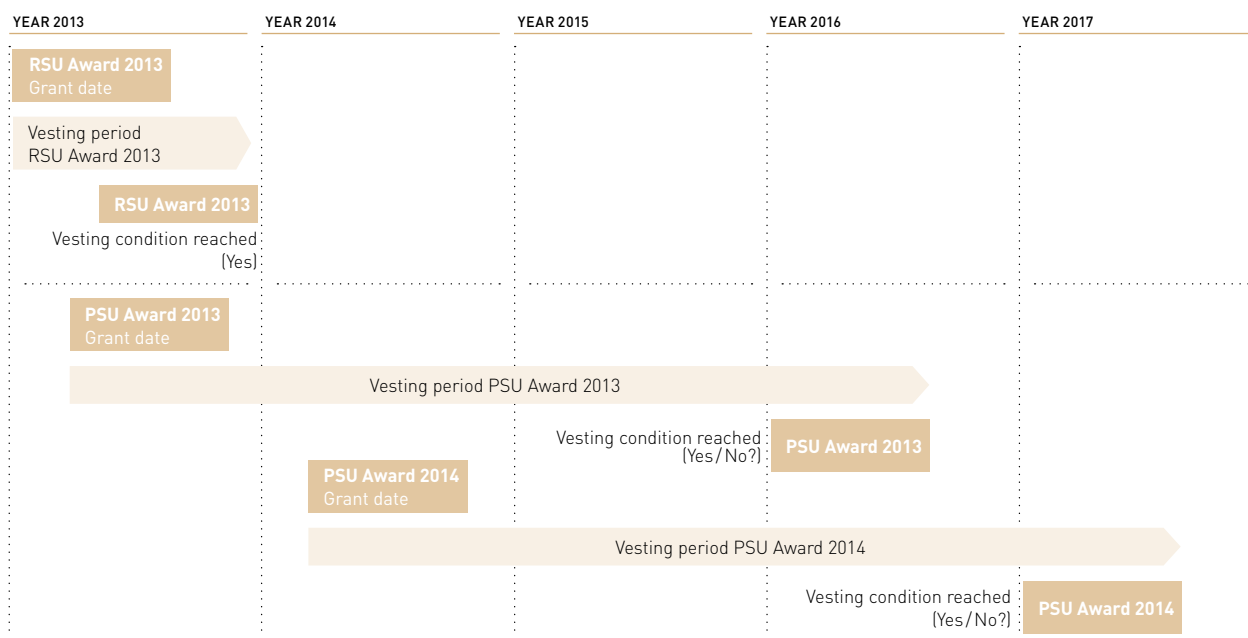 YEAR 2013
YEAR 2014
YEAR 2015
YEAR 2016
YEAR 2017
RSU Award 2013
Grant date
Vesting period
RSU Award 2013
RSU Award 2013
Vesting condition reached
(Yes)
PSU Award 2013
Grant date
Vesting period PSU Award 2013
Vesting condition reached
(Yes/No?)
PSU Award 2013
PSU Award 2014
Grant date
Vesting period PSU Award 2014
Vesting condition reached
(Yes/No?)
PSU Award 2014